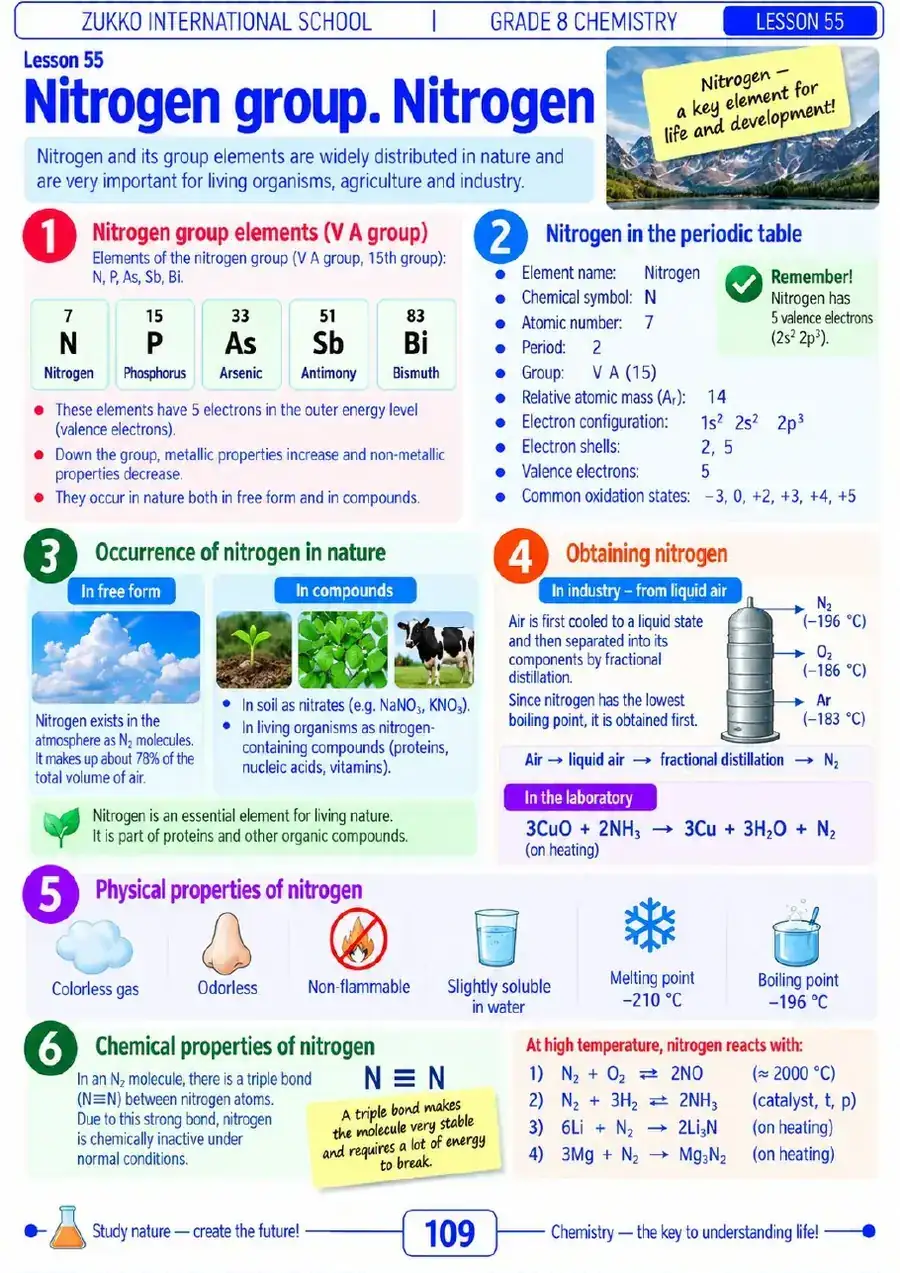 ZUKKO INTERNATIONAL SCHOOL | GRADE 8 CHEMISTRY LESSON 55
Lesson 55
Nitrogen group. Nitrogen
Nitrogen —
a key element for
life and development!
Nitrogen and its group elements are widely distributed in nature and
are very important for living organisms, agriculture and industry.
1 Nitrogen group elements (V A group)
Elements of the nitrogen group (V A group, 15th group):
N, P, As, Sb, Bi.
7 15 33 51 83
N P As Sb Bi
Nitrogen Phosphorus Arsenic Antimony Bismuth
• These elements have 5 electrons in the outer energy level
(valence electrons).
• Down the group, metallic properties increase and non-metallic
properties decrease.
• They occur in nature both in free form and in compounds.
2 Nitrogen in the periodic table
• Element name: Nitrogen
• Chemical symbol: N
• Atomic number: 7
• Period: 2
• Group: V A (15)
• Relative atomic mass (Aᵣ): 14
• Electron configuration: 1s² 2s² 2p³
• Electron shells: 2, 5
• Valence electrons: 5
• Common oxidation states: −3, 0, +2, +3, +4, +5
Remember!
Nitrogen has
5 valence electrons
(2s² 2p³).
3 Occurrence of nitrogen in nature
In free form
Nitrogen exists in the
atmosphere as N₂ molecules.
It makes up about 78% of the
total volume of air.
In compounds
• In soil as nitrates (e.g. NaNO₃, KNO₃).
• In living organisms as nitrogen-
containing compounds (proteins,
nucleic acids, vitamins).
Nitrogen is an essential element for living nature.
It is part of proteins and other organic compounds.
4 Obtaining nitrogen
In industry – from liquid air
Air is first cooled to a liquid state
and then separated into its
components by fractional
distillation.
Since nitrogen has the lowest
boiling point, it is obtained first.
N₂
(−196 °C)
O₂
(−186 °C)
Ar
(−183 °C)
Air → liquid air → fractional distillation → N₂
In the laboratory
3CuO + 2NH₃ → 3Cu + 3H₂O + N₂
(on heating)
5 Physical properties of nitrogen
Colorless gas
Odorless
Non-flammable
Slightly soluble
in water
Melting point
−210 °C
Boiling point
−196 °C
6 Chemical properties of nitrogen
In an N₂ molecule, there is a triple bond
(N≡N) between nitrogen atoms.
Due to this strong bond, nitrogen
is chemically inactive under
normal conditions.
N ≡ N
A triple bond makes
the molecule very stable
and requires a lot of energy
to break.
At high temperature, nitrogen reacts with:
1) N₂ + O₂ ⇄ 2NO (≈ 2000 °C)
2) N₂ + 3H₂ ⇄ 2NH₃ (catalyst, t, p)
3) 6Li + N₂ → 2Li₃N (on heating)
4) 3Mg + N₂ → Mg₃N₂ (on heating)
Study nature — create the future!
109
Chemistry — the key to understanding life!